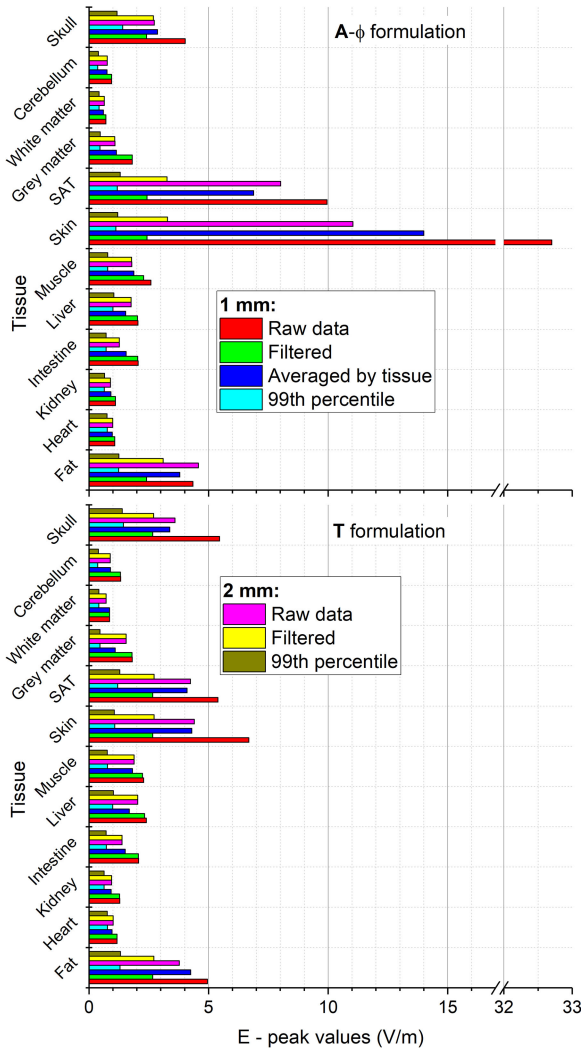 A-ϕ formulation
Skull
Cerebellum
White matter
Grey matter
SAT
Skin
Muscle
Liver
Intestine
Kidney
Heart
Fat
Tissue
1 mm:
Raw data
Filtered
Averaged by tissue
99th percentile
T formulation
Skull
Cerebellum
White matter
Grey matter
SAT
Skin
Muscle
Liver
Intestine
Kidney
Heart
Fat
Tissue
2 mm:
Raw data
Filtered
99th percentile
0 5 10 15 32 33
E - peak values (V/m)